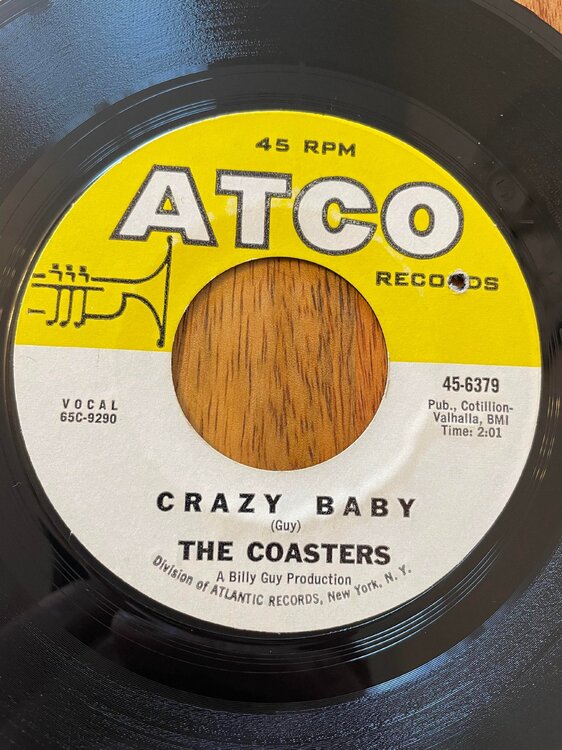 45 RPM
ATCO
RECORDS
VOCAL
65C-9290
45-6379
Pub., Cotillion-
Valhalla, BMI
Time: 2:01
CRAZY BABY
(Guy)
THE COASTERS
A Billy Guy Production
Division of ATLANTIC RECORDS, New York, N. Y.